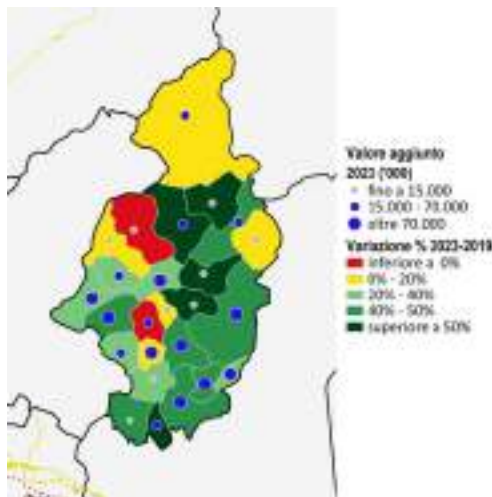 Valore aggiunto
2023 ('000)
fino a 15.000
15.000 - 70.000
oltre 70.000
Variazione % 2023-2019
inferiore a 0%
0% - 20%
20% - 40%
40% - 50%
superiore a 50%